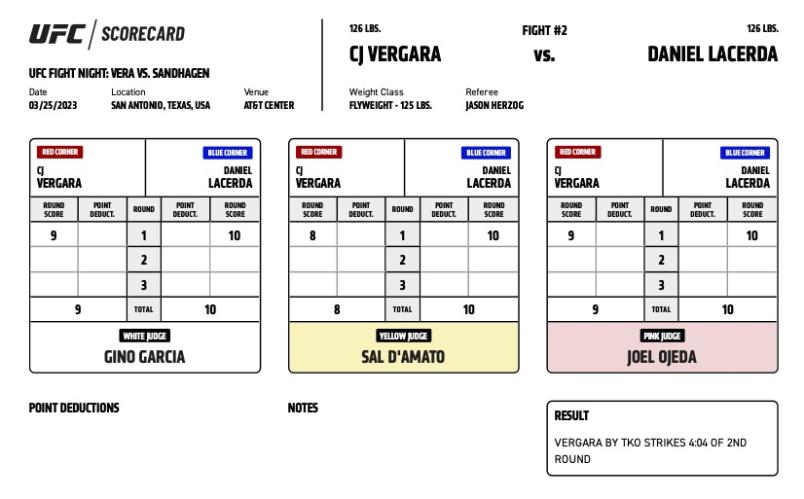 UFC / SCORECARD
UFC FIGHT NIGHT: VERA VS. SANDHAGEN
Date Location Venue
03/25/2023 SAN ANTONIO, TEXAS, USA AT&T CENTER
126 LBS. FIGHT #2 126 LBS.
CJ VERGARA VS. DANIEL LACERDA
Weight Class Referee
FLYWEIGHT - 125 LBS. JASON HERZOG
RED CORNER BLUE CORNER
CJ DANIEL
VERGARA LACERDA
ROUND POINT ROUND POINT ROUND
SCORE DEDUCT. DEDUCT. SCORE
9 1 10
2
3
9 TOTAL 10
WHITE JUDGE
GINO GARCIA
RED CORNER BLUE CORNER
CJ DANIEL
VERGARA LACERDA
ROUND POINT ROUND POINT ROUND
SCORE DEDUCT. DEDUCT. SCORE
8 1 10
2
3
8 TOTAL 10
YELLOW JUDGE
SAL D'AMATO
RED CORNER BLUE CORNER
CJ DANIEL
VERGARA LACERDA
ROUND POINT ROUND POINT ROUND
SCORE DEDUCT. DEDUCT. SCORE
9 1 10
2
3
9 TOTAL 10
PINK JUDGE
JOEL OJEDA
POINT DEDUCTIONS
NOTES
RESULT
VERGARA BY TKO STRIKES 4:04 OF 2ND
ROUND